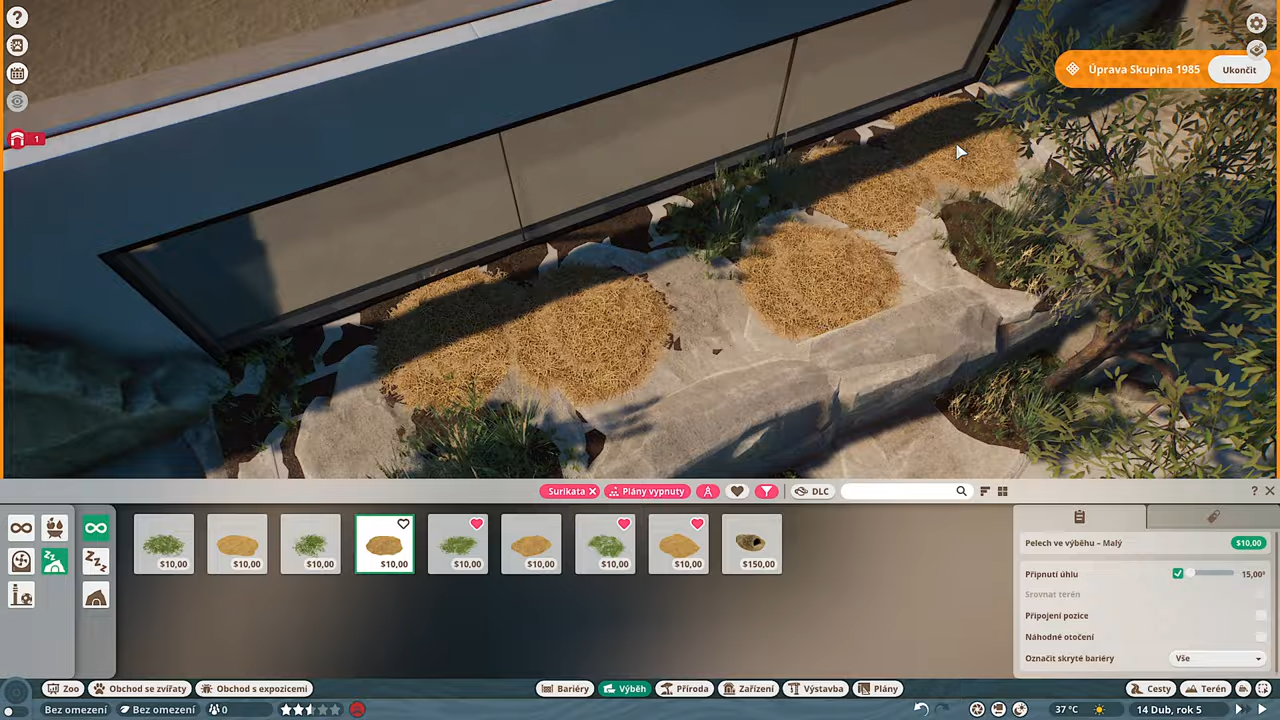 Úprava Skupina 1985
Ukončit
1
Surikata
Plány vypnuty
DLC
$10,00
$10,00
$10,00
$10,00
$10,00
$10,00
$10,00
$10,00
$150,00
Pelech ve výběhu – Malý
$10,00
Připnutí úhlu
15,00°
Srovnat terén
Připojení pozice
Náhodné otočení
Označit skryté bariéry
Vše
Zoo
Obchod se zvířaty
Obchod s expozicemi
Bariéry
Výběh
Příroda
Zařízení
Výstavba
Plány
Cesty
Terén
Bez omezení
Bez omezení
0
37 °C
14 Dub, rok 5